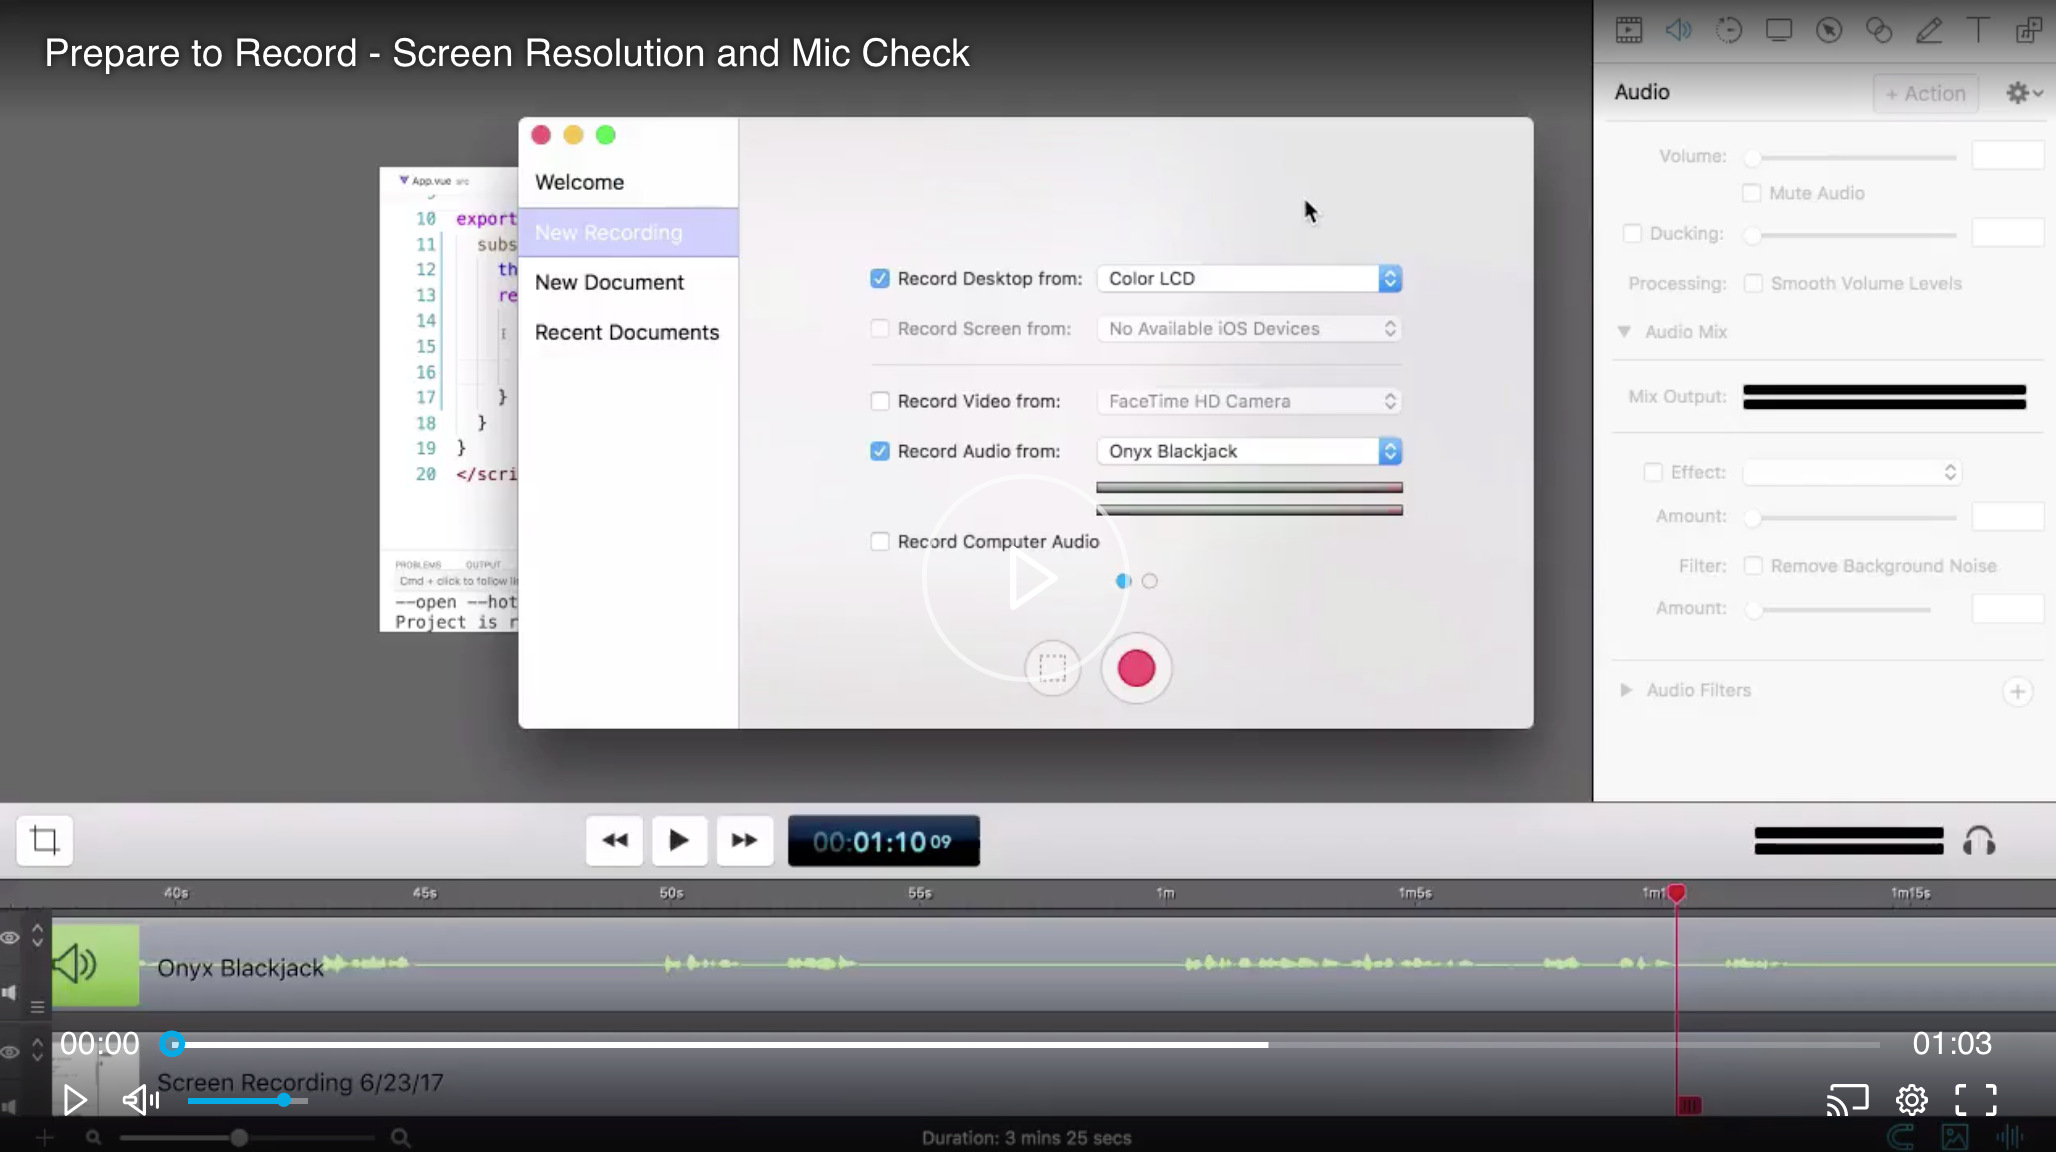 Prepare to Record - Screen Resolution and Mic Check
Audio
+ Action
Volume:
Mute Audio
Ducking:
Processing: Smooth Volume Levels
Audio Mix
Mix Output:
Effect:
Amount:
Filter: Remove Background Noise
Amount:
Audio Filters
App.vue src
10 export
11 subs
12 th
13 re
14
15
16
17 }
18 }
19 }
20 </scri
PROBLEMS OUTPUT
Cmd + click to follow li
--open --hot
Project is r
Welcome
New Recording
New Document
Recent Documents
Record Desktop from: Color LCD
Record Screen from: No Available iOS Devices
Record Video from: FaceTime HD Camera
Record Audio from: Onyx Blackjack
Record Computer Audio
00:01:10 09
40s 45s 50s 55s 1m 1m5s 1m1 1m15s
Onyx Blackjack
00:00 01:03
Screen Recording 6/23/17
Duration: 3 mins 25 secs